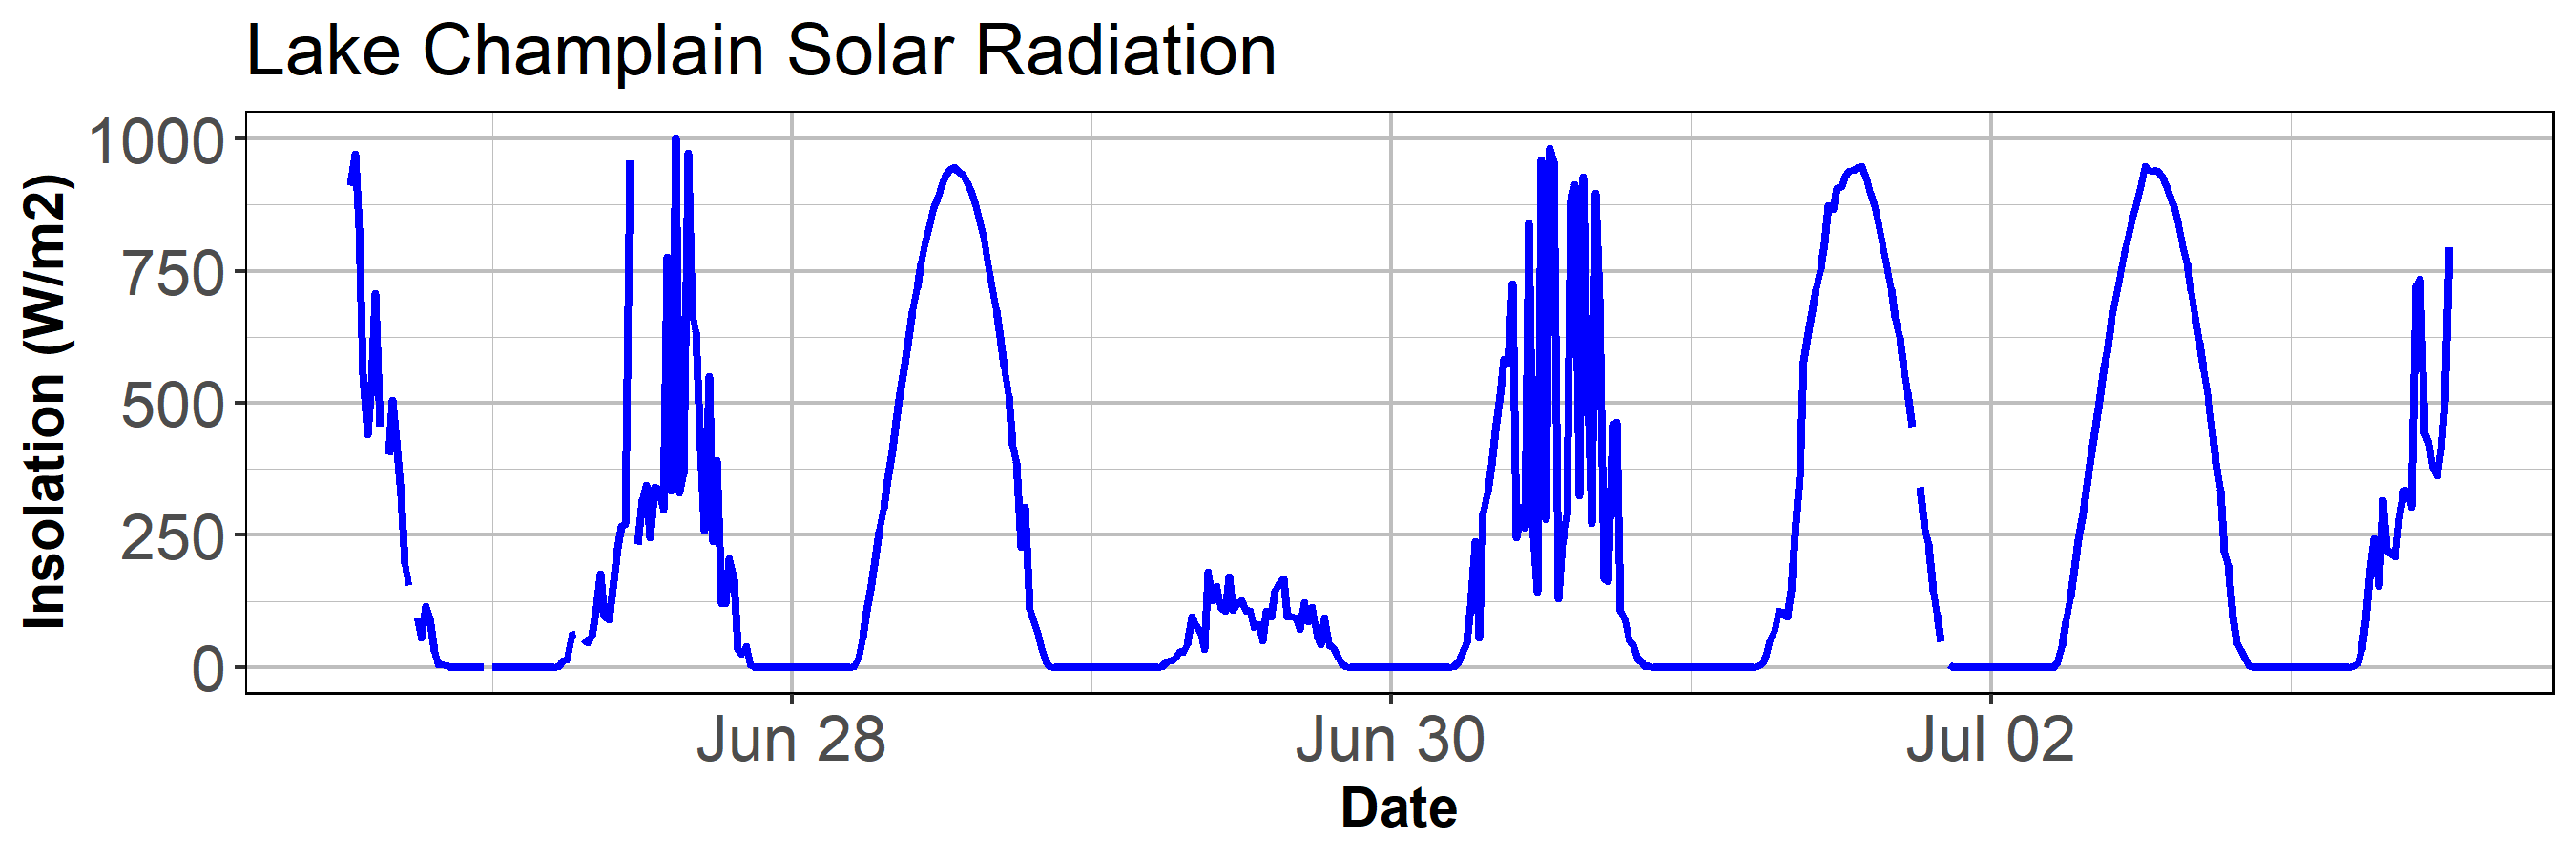 Lake Champlain Solar Radiation
Insolation (W/m2)
1000
750
500
250
0
Jun 28 Jun 30 Jul 02
Date